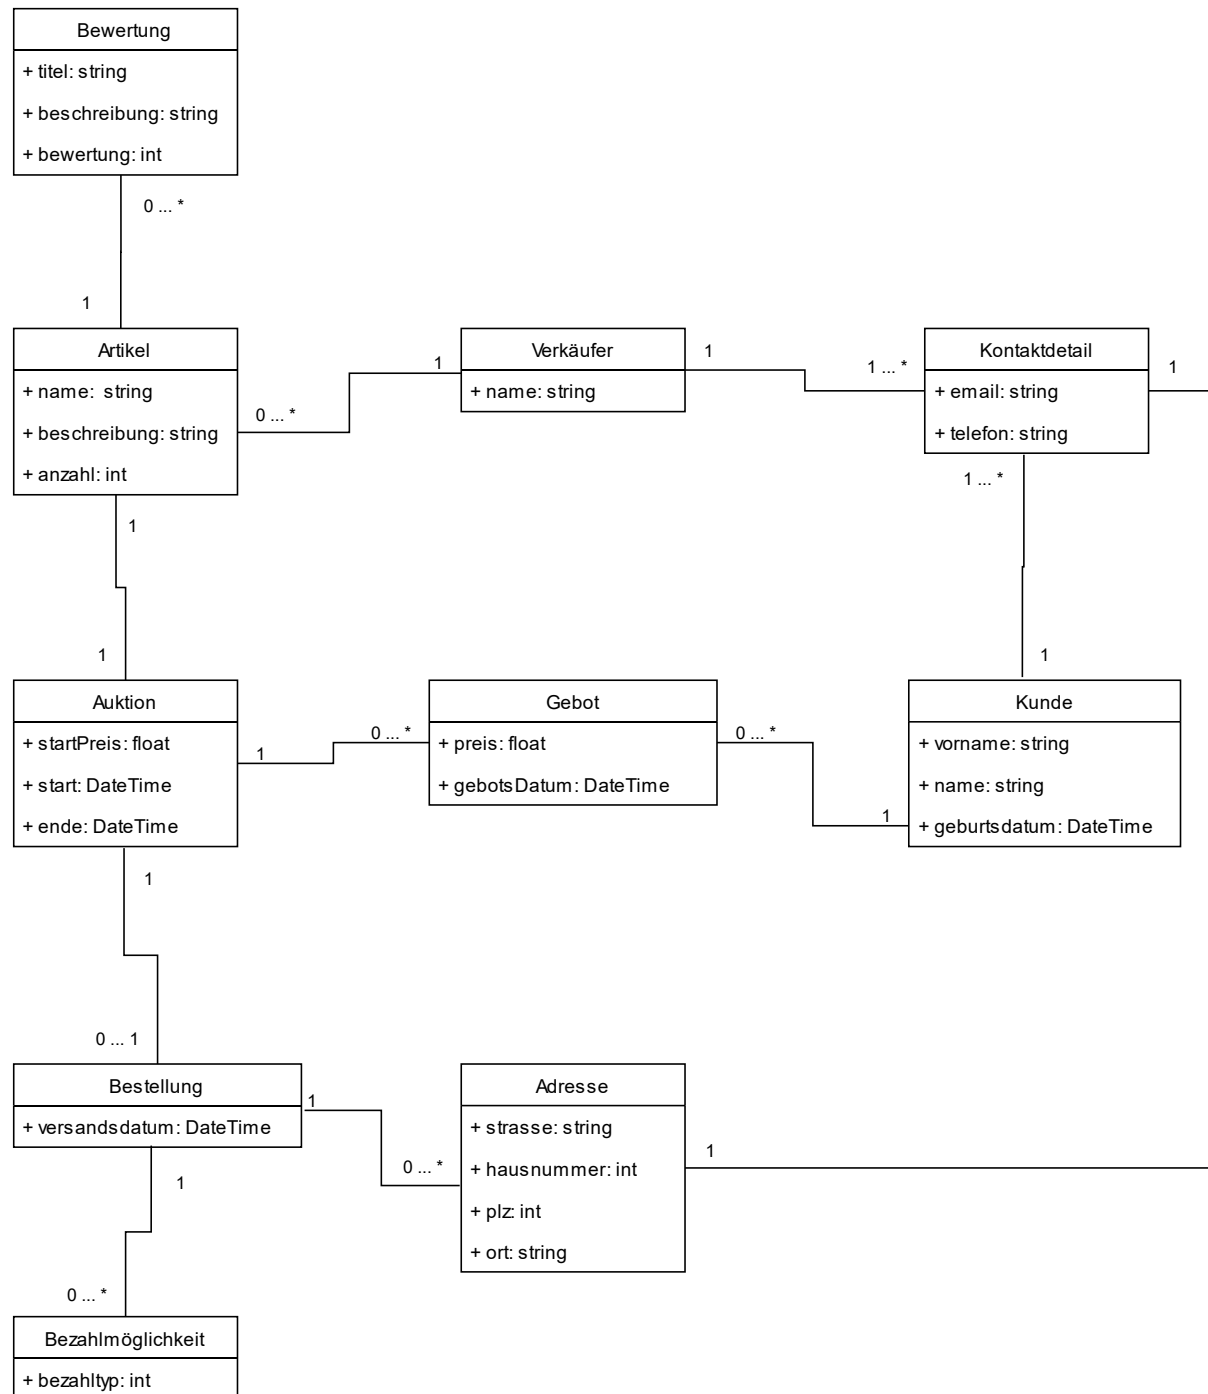 Bewertung
+ titel: string
+ beschreibung: string
+ bewertung: int
0 ... *
1
Artikel
+ name: string
+ beschreibung: string
+ anzahl: int
0 ... *
1
Verkäufer
+ name: string
1
1 ... *
Kontaktdetail
+ email: string
+ telefon: string
1
1
1 ... *
1
1
Auktion
+ startPreis: float
+ start: DateTime
+ ende: DateTime
1
0 ... *
Gebot
+ preis: float
+ gebotsDatum: DateTime
0 ... *
1
Kunde
+ vorname: string
+ name: string
+ geburtsdatum: DateTime
1
0 ... 1
Bestellung
+ versandsdatum: DateTime
1
0 ... *
Adresse
+ strasse: string
+ hausnummer: int
+ plz: int
+ ort: string
1
1
0 ... *
Bezahlmöglichkeit
+ bezahltyp: int